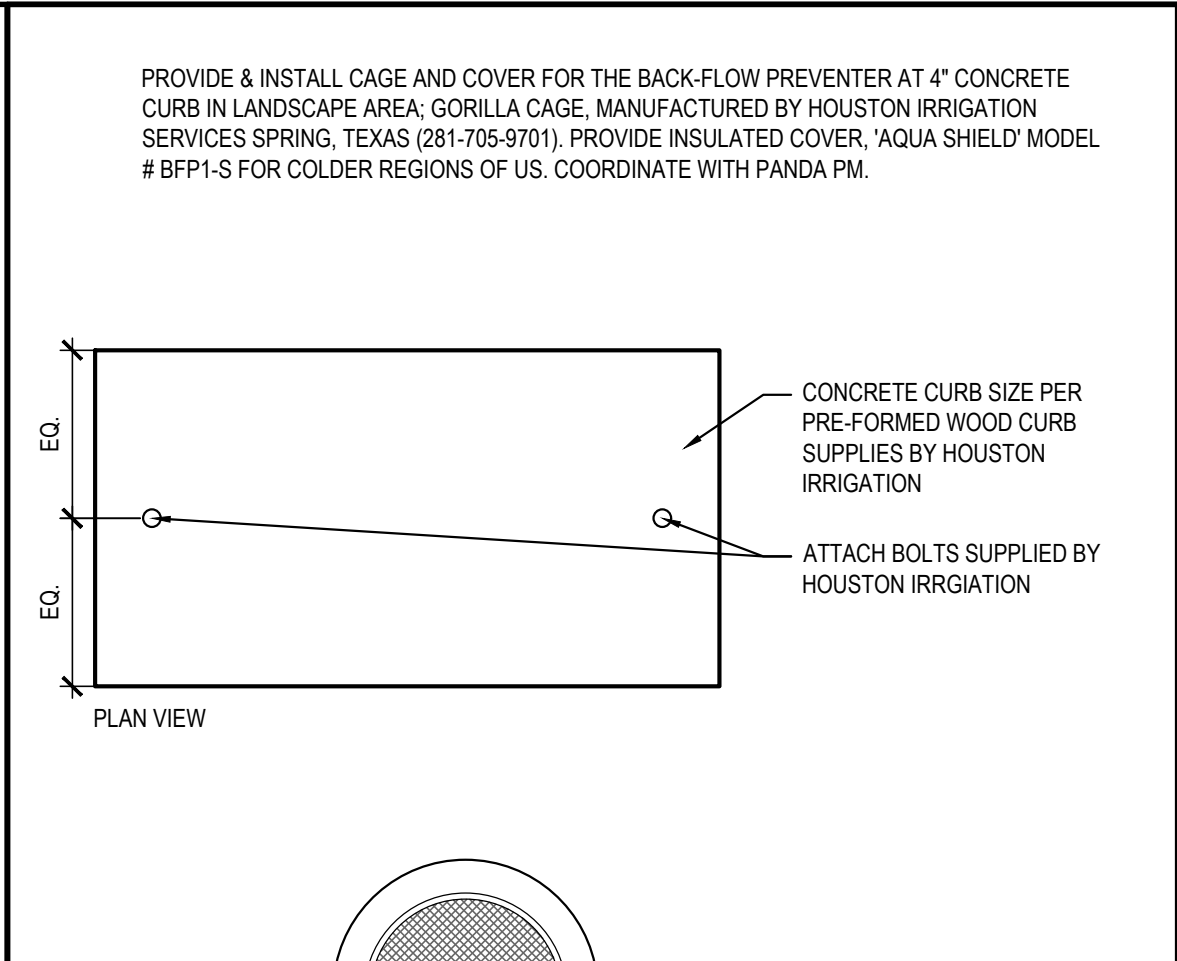 PROVIDE & INSTALL CAGE AND COVER FOR THE BACK-FLOW PREVENTER AT 4" CONCRETE
CURB IN LANDSCAPE AREA; GORILLA CAGE, MANUFACTURED BY HOUSTON IRRIGATION
SERVICES SPRING, TEXAS (281-705-9701). PROVIDE INSULATED COVER, 'AQUA SHIELD' MODEL
# BFP1-S FOR COLDER REGIONS OF US. COORDINATE WITH PANDA PM.
EQ.
EQ.
CONCRETE CURB SIZE PER
PRE-FORMED WOOD CURB
SUPPLIES BY HOUSTON
IRRIGATION
ATTACH BOLTS SUPPLIED BY
HOUSTON IRRGIATION
PLAN VIEW